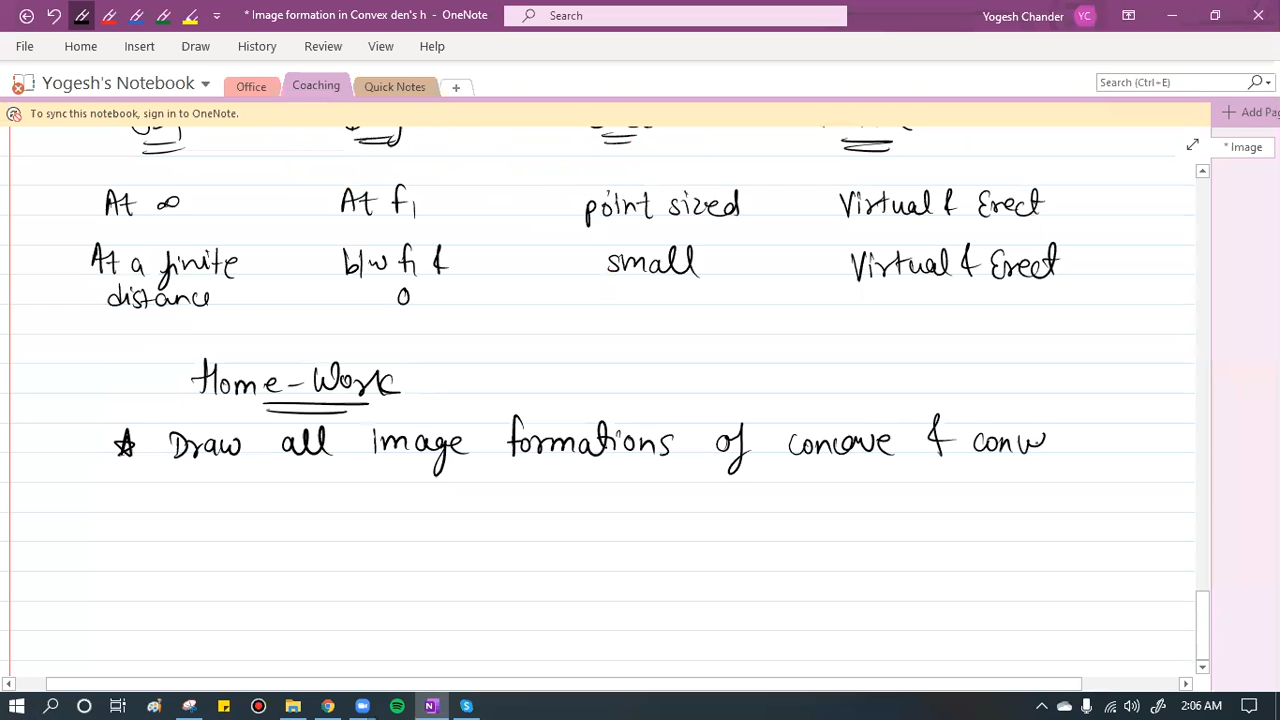 * Image formation in Convex den's h - OneNote
Search
Yogesh Chander
YC
File Home Insert Draw History Review View Help
Yogesh's Notebook
Office
Coaching
Quick Notes
Search (Ctrl+E)
To sync this notebook, sign in to OneNote.
Add Pag
* Image
At ∞ At f1 point sized Virtual & Erect
At a finite b/w f1 & small Virtual & Erect
distance O
Home-Work
Draw all image formations of concave & conv
2:06 AM